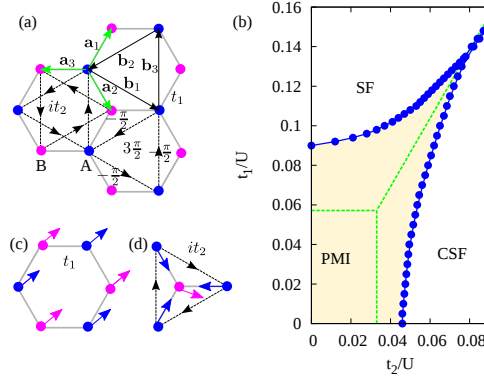 (a)
a₁
a₃
b₂
b₃
a₂
b₁
t₁
it₂
-π/2
3π/2
-π/2
-π/2
B
A
(b)
0.16
0.14
0.12
0.1
0.08
0.06
0.04
0.02
0
t₁/U
SF
PMI
CSF
0 0.02 0.04 0.06 0.08
t₂/U
(c)
t₁
(d)
it₂